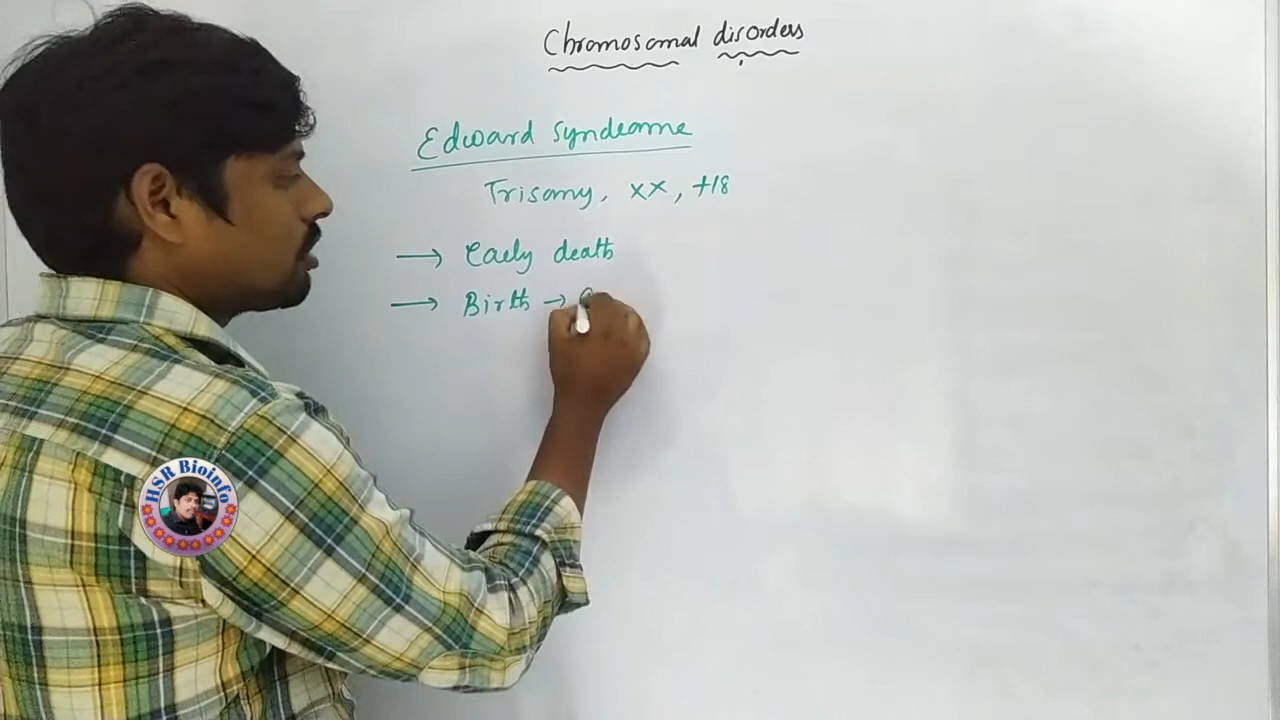 Chromosomal disorders
Edward syndrome
Trisomy, XX, +18
→ Early death
→ Birth →
HSR Bioinfo